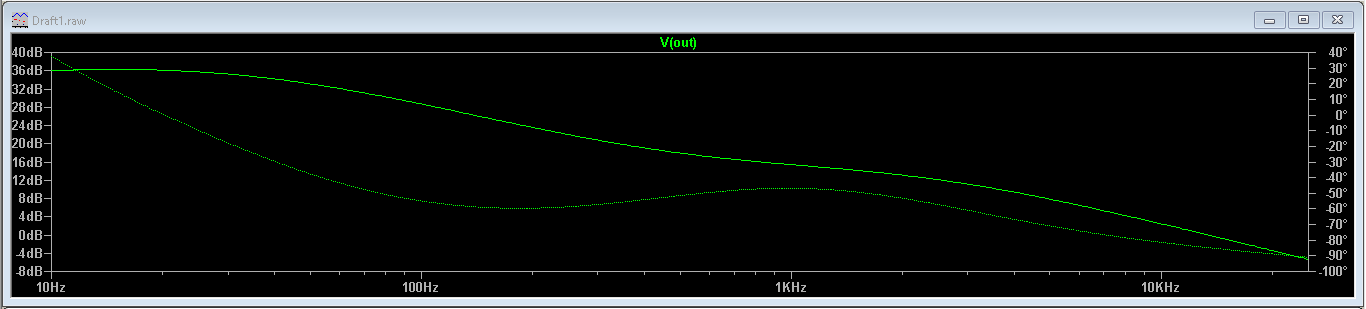 Draft1.raw
V(out)
40dB 40°
36dB 30°
32dB 20°
28dB 10°
24dB 0°
20dB -10°
16dB -20°
12dB -30°
8dB -40°
4dB -50°
0dB -60°
-4dB -70°
-8dB -80°
-90°
-100°
10Hz 100Hz 1KHz 10KHz